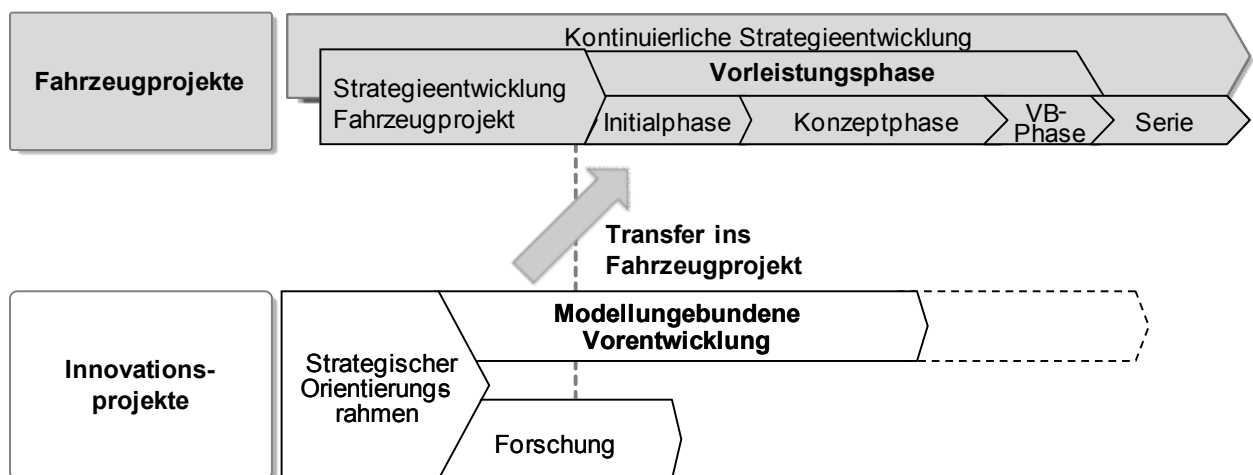 Fahrzeugprojekte
Kontinuierliche Strategieentwicklung
Strategieentwicklung
Fahrzeugprojekt
Vorleistungsphase
Initialphase
Konzeptphase
VB-
Phase
Serie
Transfer ins
Fahrzeugprojekt
Innovations-
projekte
Strategischer
Orientierungs
rahmen
Modellungebundene
Vorentwicklung
Forschung